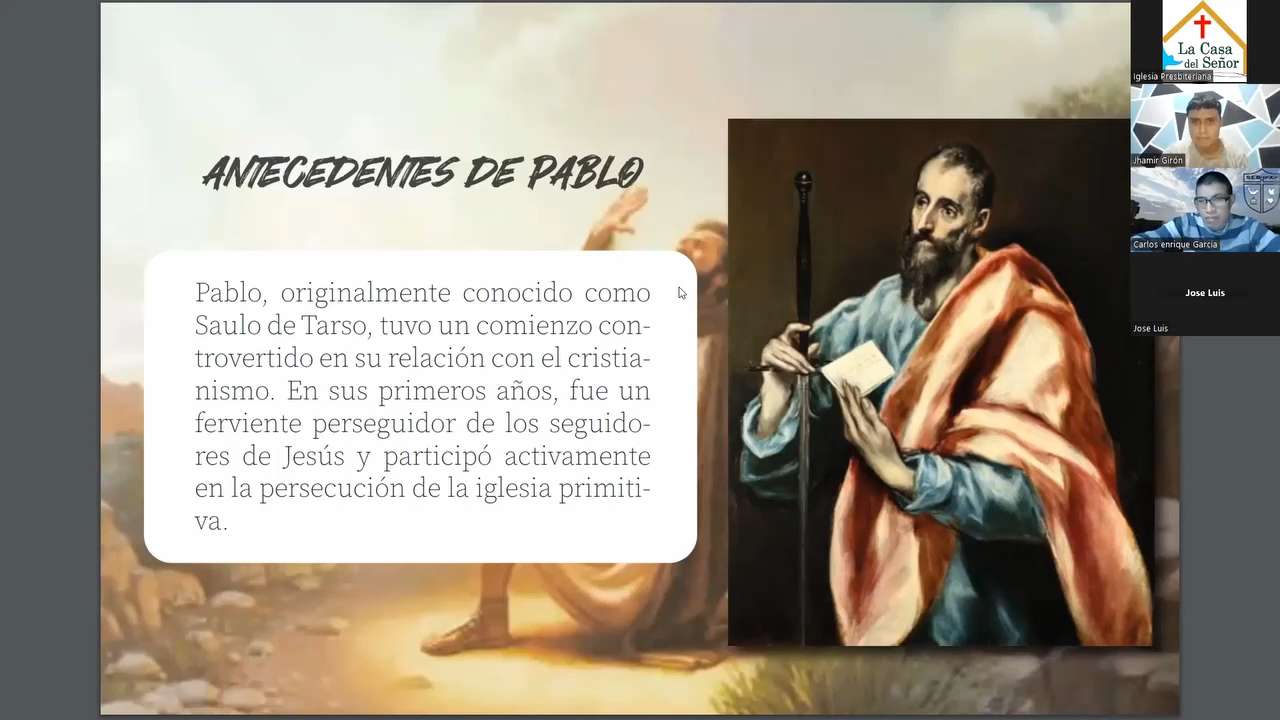 ANTECEDENTES DE PABLO
Pablo, originalmente conocido como
Saulo de Tarso, tuvo un comienzo con-
trovertido en su relación con el cristia-
nismo. En sus primeros años, fue un
ferviente perseguidor de los seguido-
res de Jesús y participó activamente
en la persecución de la iglesia primiti-
va.
La Casa
del Señor
Iglesia Presbiteriana
Jhamir Girón
Carlos enrique Garcia
Jose Luis
Jose Luis